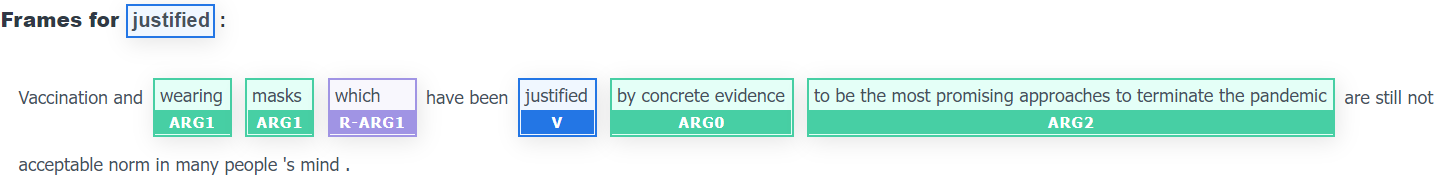 Frames for justified :
Vaccination and wearing masks which have been justified by concrete evidence to be the most promising approaches to terminate the pandemic are still not
ARG1 ARG1 R-ARG1 V ARG0 ARG2
acceptable norm in many people 's mind .